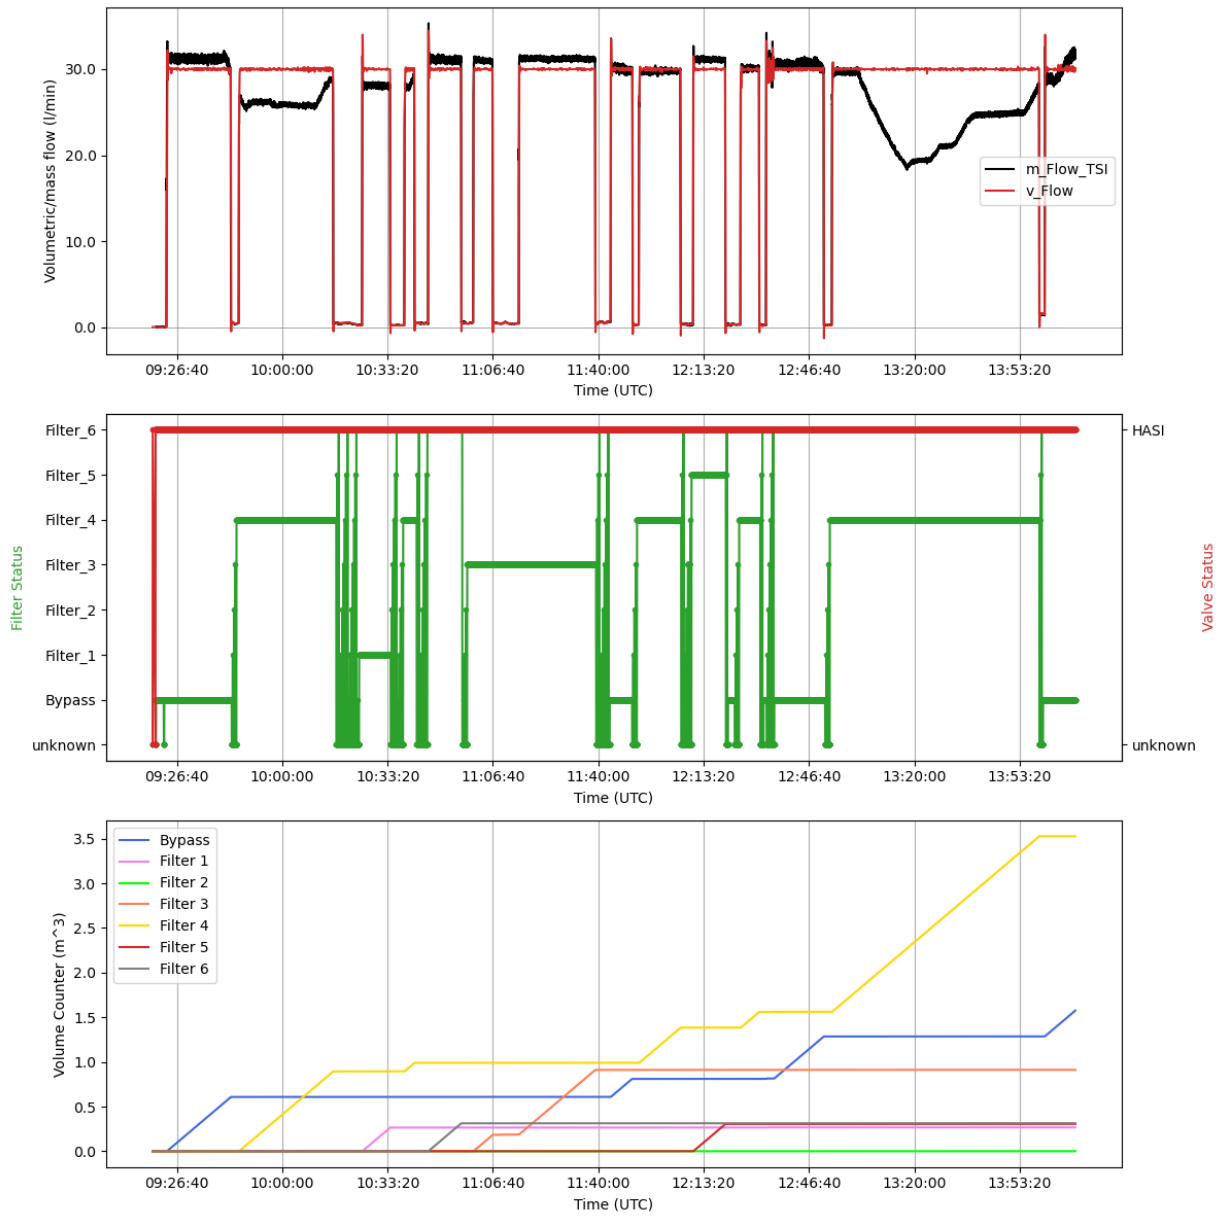 30.0
20.0
10.0
0.0
Volumetric/mass flow (l/min)
m_Flow_TSI
v_Flow
09:26:40 10:00:00 10:33:20 11:06:40 11:40:00 12:13:20 12:46:40 13:20:00 13:53:20
Time (UTC)
Filter_6
Filter_5
Filter_4
Filter_3
Filter_2
Filter_1
Bypass
unknown
Filter Status
HASI
unknown
Valve Status
09:26:40 10:00:00 10:33:20 11:06:40 11:40:00 12:13:20 12:46:40 13:20:00 13:53:20
Time (UTC)
3.5
3.0
2.5
2.0
1.5
1.0
0.5
0.0
Volume Counter (m^3)
Bypass
Filter 1
Filter 2
Filter 3
Filter 4
Filter 5
Filter 6
09:26:40 10:00:00 10:33:20 11:06:40 11:40:00 12:13:20 12:46:40 13:20:00 13:53:20
Time (UTC)